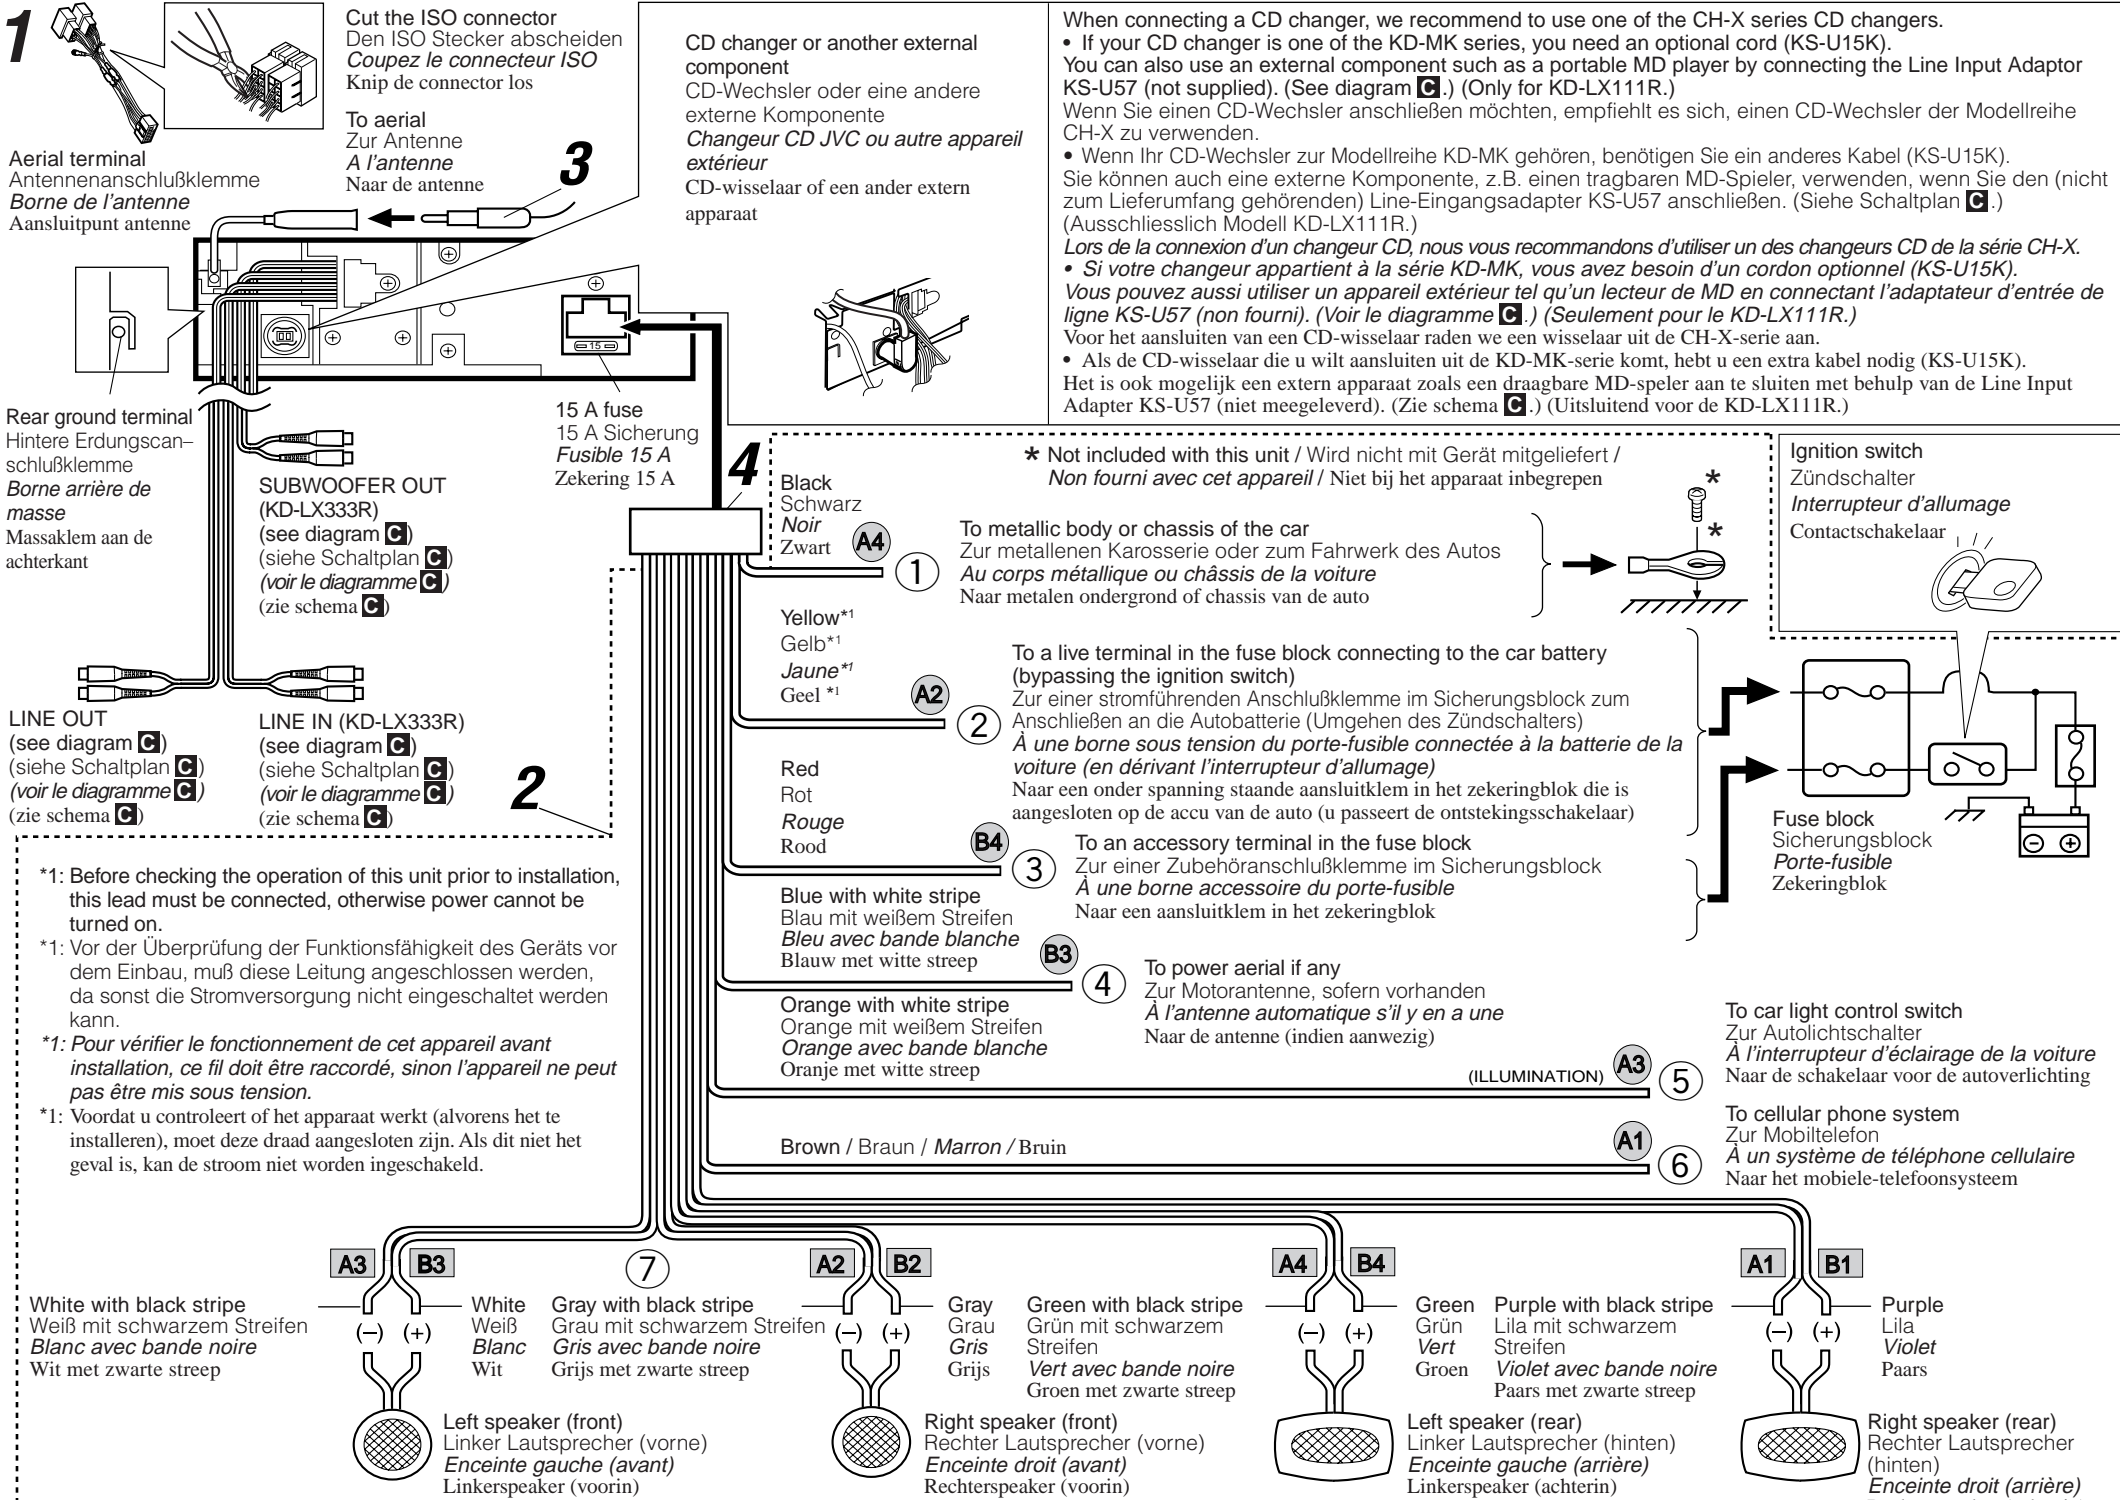 1
Cut the ISO connector
Den ISO Stecker abscheiden
Coupez le connecteur ISO
Knip de connector los
To aerial
Zur Antenne
A l'antenne
Naar de antenne
3
Aerial terminal
Antennenanschlußklemme
Borne de l'antenne
Aansluitpunt antenne
CD changer or another external
component
CD-Wechsler oder eine andere
externe Komponente
Changeur CD JVC ou autre appareil
extérieur
CD-wisselaar of een ander extern
apparaat
When connecting a CD changer, we recommend to use one of the CH-X series CD changers.
• If your CD changer is one of the KD-MK series, you need an optional cord (KS-U15K).
You can also use an external component such as a portable MD player by connecting the Line Input Adaptor
KS-U57 (not supplied). (See diagram C.) (Only for KD-LX111R.)
Wenn Sie einen CD-Wechsler anschließen möchten, empfiehlt es sich, einen CD-Wechsler der Modellreihe
CH-X zu verwenden.
• Wenn Ihr CD-Wechsler zur Modellreihe KD-MK gehören, benötigen Sie ein anderes Kabel (KS-U15K).
Sie können auch eine externe Komponente, z.B. einen tragbaren MD-Spieler, verwenden, wenn Sie den (nicht
zum Lieferumfang gehörenden) Line-Eingangsadapter KS-U57 anschließen. (Siehe Schaltplan C.)
(Ausschliesslich Modell KD-LX111R.)
Lors de la connexion d'un changeur CD, nous vous recommandons d'utiliser un des changeurs CD de la série CH-X.
• Si votre changeur appartient à la série KD-MK, vous avez besoin d'un cordon optionnel (KS-U15K).
Vous pouvez aussi utiliser un appareil extérieur tel qu'un lecteur de MD en connectant l'adaptateur d'entrée de
ligne KS-U57 (non fourni). (Voir le diagramme C.) (Seulement pour le KD-LX111R.)
Voor het aansluiten van een CD-wisselaar raden we een wisselaar uit de CH-X-serie aan.
• Als de CD-wisselaar die u wilt aansluiten uit de KD-MK-serie komt, hebt u een extra kabel nodig (KS-U15K).
Het is ook mogelijk een extern apparaat zoals een draagbare MD-speler aan te sluiten met behulp van de Line Input
Adapter KS-U57 (niet meegeleverd). (Zie schema C.) (Uitsluitend voor de KD-LX111R.)
15
Rear ground terminal
Hintere Erdungscan–
schlußklemme
Borne arrière de
masse
Massaklem aan de
achterkant
15 A fuse
15 A Sicherung
Fusible 15 A
Zekering 15 A
4
SUBWOOFER OUT
(KD-LX333R)
(see diagram C)
(siehe Schaltplan C)
(voir le diagramme C)
(zie schema C)
LINE OUT
(see diagram C)
(siehe Schaltplan C)
(voir le diagramme C)
(zie schema C)
LINE IN (KD-LX333R)
(see diagram C)
(siehe Schaltplan C)
(voir le diagramme C)
(zie schema C)
2
* Not included with this unit / Wird nicht mit Gerät mitgeliefert /
Non fourni avec cet appareil / Niet bij het apparaat inbegrepen
*
*
Ignition switch
Zündschalter
Interrupteur d'allumage
Contactschakelaar
Black
Schwarz
Noir
Zwart
A4
1
To metallic body or chassis of the car
Zur metallenen Karosserie oder zum Fahrwerk des Autos
Au corps métallique ou châssis de la voiture
Naar metalen ondergrond of chassis van de auto
Yellow*1
Gelb*1
Jaune*1
Geel *1
A2
2
To a live terminal in the fuse block connecting to the car battery
(bypassing the ignition switch)
Zur einer stromführenden Anschlußklemme im Sicherungsblock zum
Anschließen an die Autobatterie (Umgehen des Zündschalters)
À une borne sous tension du porte-fusible connectée à la batterie de la
voiture (en dérivant l'interrupteur d'allumage)
Naar een onder spanning staande aansluitklem in het zekeringblok die is
aangesloten op de accu van de auto (u passeert de ontstekingsschakelaar)
Red
Rot
Rouge
Rood
B4
3
To an accessory terminal in the fuse block
Zur einer Zubehöranschlußklemme im Sicherungsblock
À une borne accessoire du porte-fusible
Naar een aansluitklem in het zekeringblok
Fuse block
Sicherungsblock
Porte-fusible
Zekeringblok
Blue with white stripe
Blau mit weißem Streifen
Bleu avec bande blanche
Blauw met witte streep
B3
4
To power aerial if any
Zur Motorantenne, sofern vorhanden
À l'antenne automatique s'il y en a une
Naar de antenne (indien aanwezig)
Orange with white stripe
Orange mit weißem Streifen
Orange avec bande blanche
Oranje met witte streep
(ILLUMINATION)
A3
5
To car light control switch
Zur Autolichtschalter
À l'interrupteur d'éclairage de la voiture
Naar de schakelaar voor de autoverlichting
Brown / Braun / Marron / Bruin
A1
6
To cellular phone system
Zur Mobiltelefon
À un système de téléphone cellulaire
Naar het mobiele-telefoonsysteem
*1: Before checking the operation of this unit prior to installation,
this lead must be connected, otherwise power cannot be
turned on.
*1: Vor der Überprüfung der Funktionsfähigkeit des Geräts vor
dem Einbau, muß diese Leitung angeschlossen werden,
da sonst die Stromversorgung nicht eingeschaltet werden
kann.
*1: Pour vérifier le fonctionnement de cet appareil avant
installation, ce fil doit être raccordé, sinon l'appareil ne peut
pas être mis sous tension.
*1: Voordat u controleert of het apparaat werkt (alvorens het te
installeren), moet deze draad aangesloten zijn. Als dit niet het
geval is, kan de stroom niet worden ingeschakeld.
7
A3 B3
White with black stripe
Weiß mit schwarzem Streifen
Blanc avec bande noire
Wit met zwarte streep
(–) (+)
White
Weiß
Blanc
Wit
Left speaker (front)
Linker Lautsprecher (vorne)
Enceinte gauche (avant)
Linkerspeaker (voorin)
A2 B2
Gray with black stripe
Grau mit schwarzem Streifen
Gris avec bande noire
Grijs met zwarte streep
(–) (+)
Gray
Grau
Gris
Grijs
Right speaker (front)
Rechter Lautsprecher (vorne)
Enceinte droit (avant)
Rechterspeaker (voorin)
A4 B4
Green with black stripe
Grün mit schwarzem
Streifen
Vert avec bande noire
Groen met zwarte streep
(–) (+)
Green
Grün
Vert
Groen
Left speaker (rear)
Linker Lautsprecher (hinten)
Enceinte gauche (arrière)
Linkerspeaker (achterin)
A1 B1
Purple with black stripe
Lila mit schwarzem
Streifen
Violet avec bande noire
Paars met zwarte streep
(–) (+)
Purple
Lila
Violet
Paars
Right speaker (rear)
Rechter Lautsprecher
(hinten)
Enceinte droit (arrière)